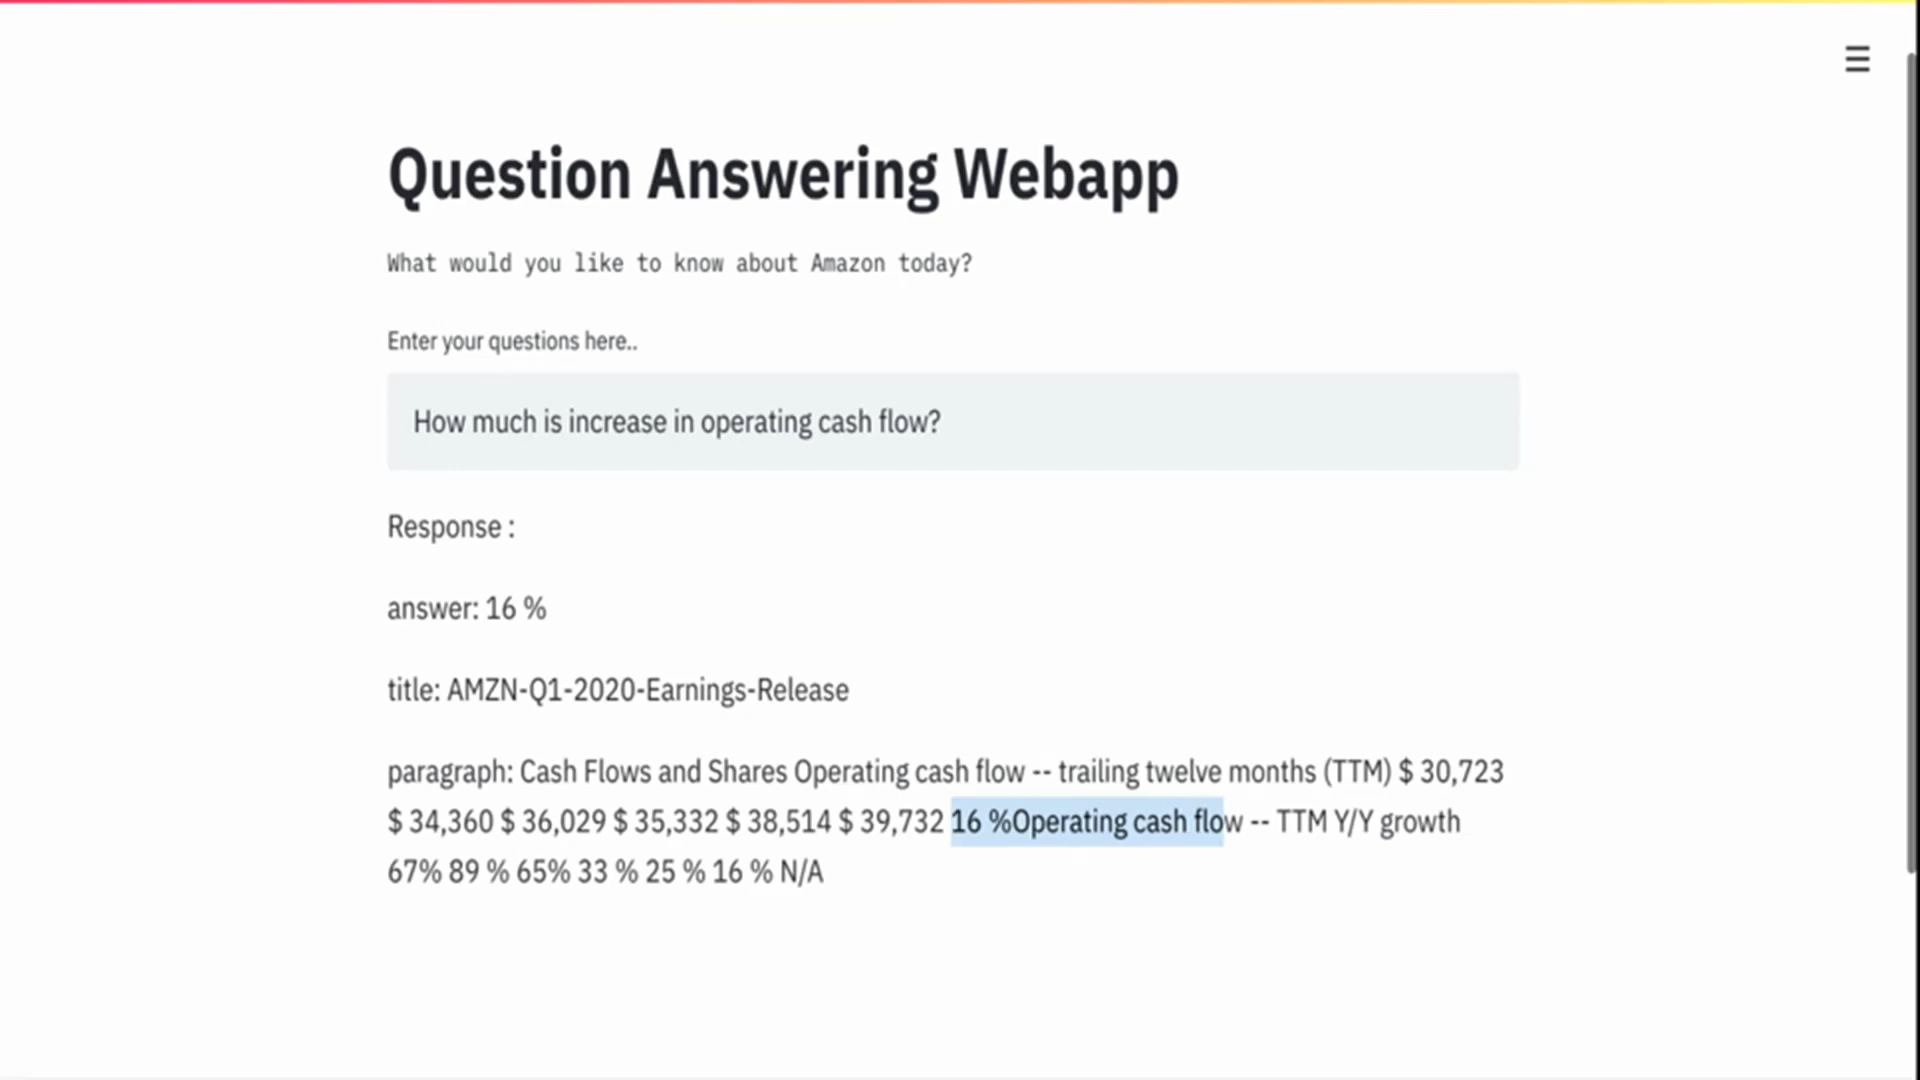 Question Answering Webapp
What would you like to know about Amazon today?
Enter your questions here..
How much is increase in operating cash flow?
Response :
answer: 16 %
title: AMZN-Q1-2020-Earnings-Release
paragraph: Cash Flows and Shares Operating cash flow -- trailing twelve months (TTM) $ 30,723
$ 34,360 $ 36,029 $ 35,332 $ 38,514 $ 39,732 16 %Operating cash flow -- TTM Y/Y growth
67% 89 % 65% 33 % 25 % 16 % N/A